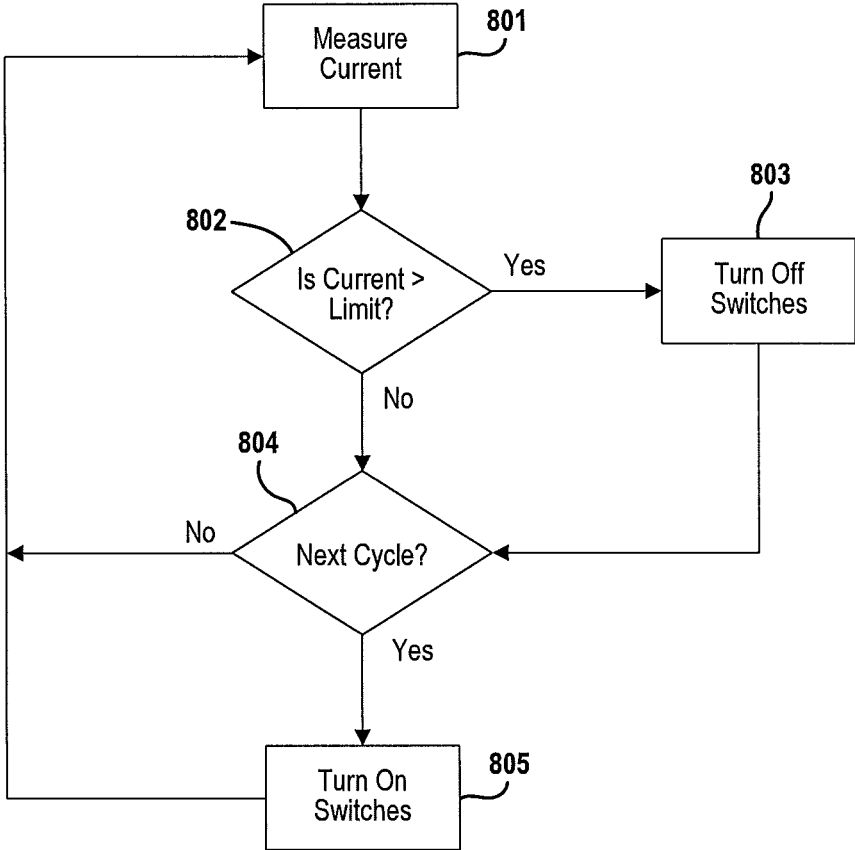 Measure
Current
801
802
Is Current >
Limit?
Yes
803
Turn Off
Switches
No
804
Next Cycle?
No
Yes
Turn On
Switches
805